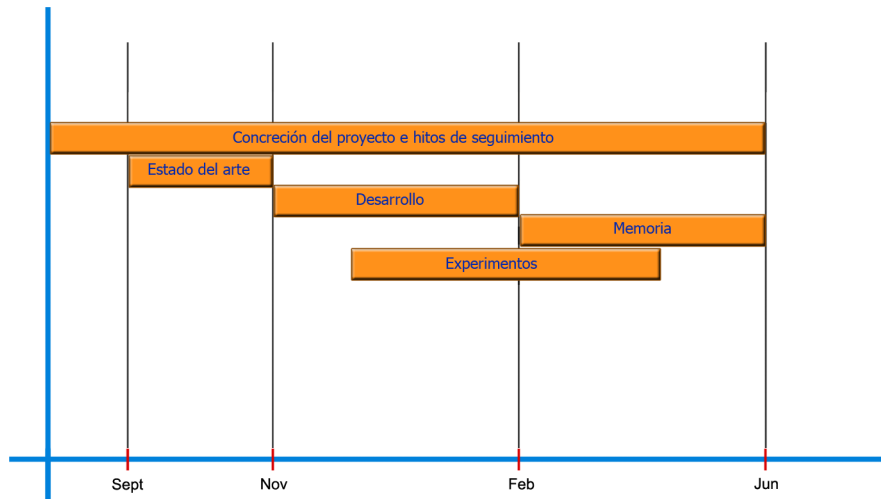 Concreción del proyecto e hitos de seguimiento
Estado del arte
Desarrollo
Memoria
Experimentos
Sept
Nov
Feb
Jun